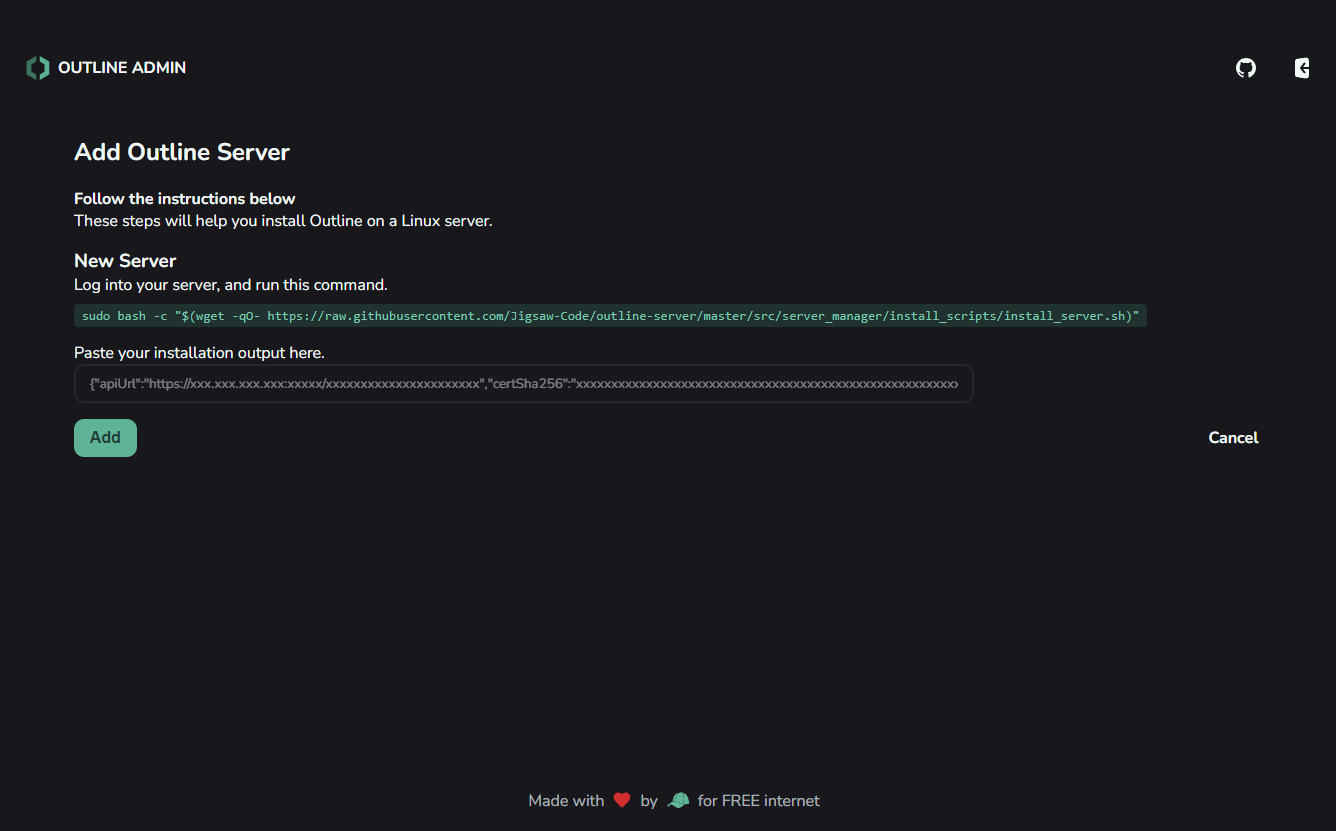 OUTLINE ADMIN
Add Outline Server
Follow the instructions below
These steps will help you install Outline on a Linux server.
New Server
Log into your server, and run this command.
sudo bash -c "$(wget -qO- https://raw.githubusercontent.com/Jigsaw-Code/outline-server/master/src/server_manager/install_scripts/install_server.sh)"
Paste your installation output here.
{"apiUrl":"https://xxx.xxx.xxx.xxx:xxxxx/xxxxxxxxxxxxxxxxxxxxxx","certSha256":"xxxxxxxxxxxxxxxxxxxxxxxxxxxxxxxxxxxxxxxxxxxxxxxxxxxxxxx
Add
Cancel
Made with by for FREE internet